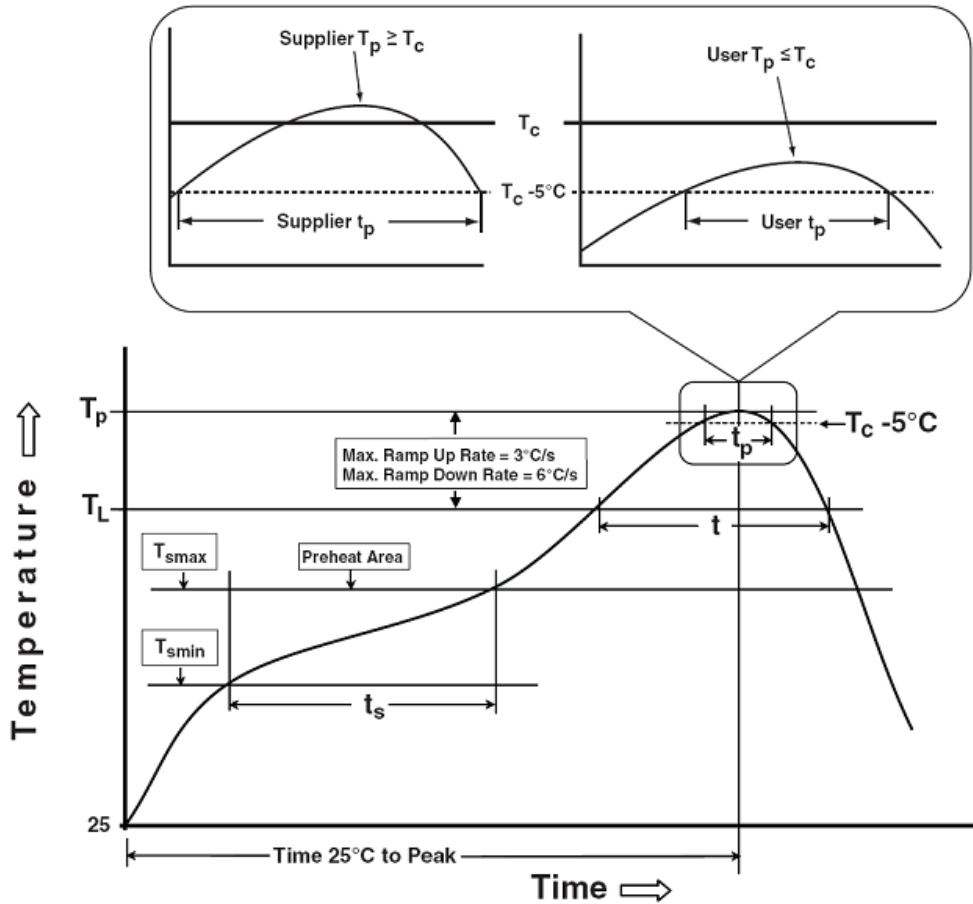 Supplier Tp ≥ Tc
User Tp ≤ Tc
Tc
Tc -5°C
Supplier tp
User tp
Tp
Tc -5°C
tp
Max. Ramp Up Rate = 3°C/s
Max. Ramp Down Rate = 6°C/s
TL
t
Tsmax
Preheat Area
Tsmin
ts
Temperature
25
Time 25°C to Peak
Time